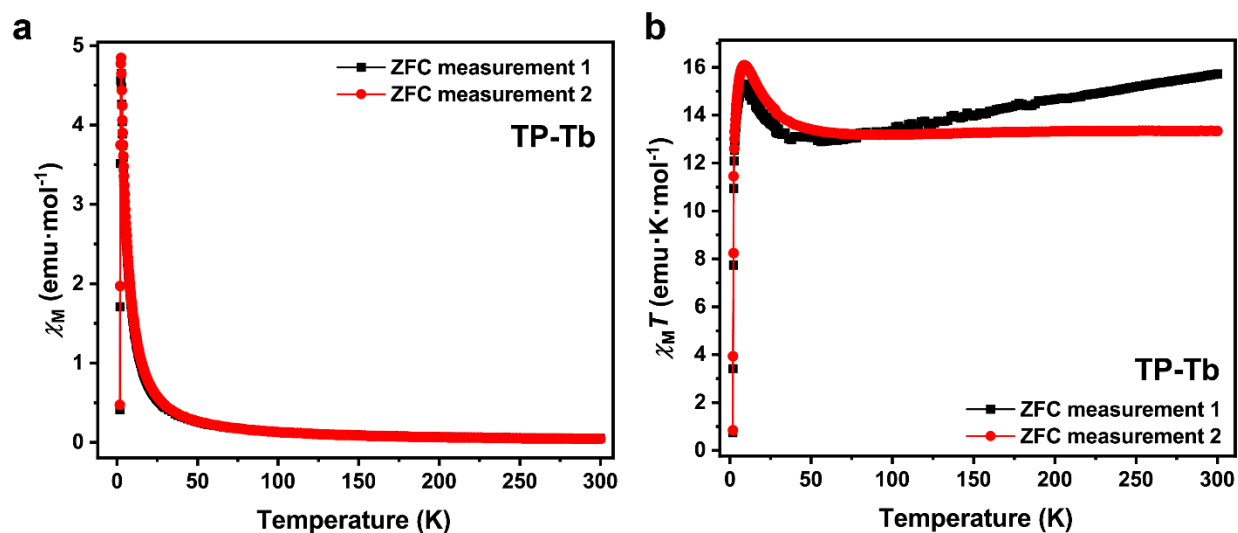 a
5
4
3
2
1
0
χM (emu·mol⁻¹)
ZFC measurement 1
ZFC measurement 2
TP-Tb
0 50 100 150 200 250 300
Temperature (K)
b
16
14
12
10
8
6
4
2
0
χMT (emu·K·mol⁻¹)
TP-Tb
ZFC measurement 1
ZFC measurement 2
0 50 100 150 200 250 300
Temperature (K)